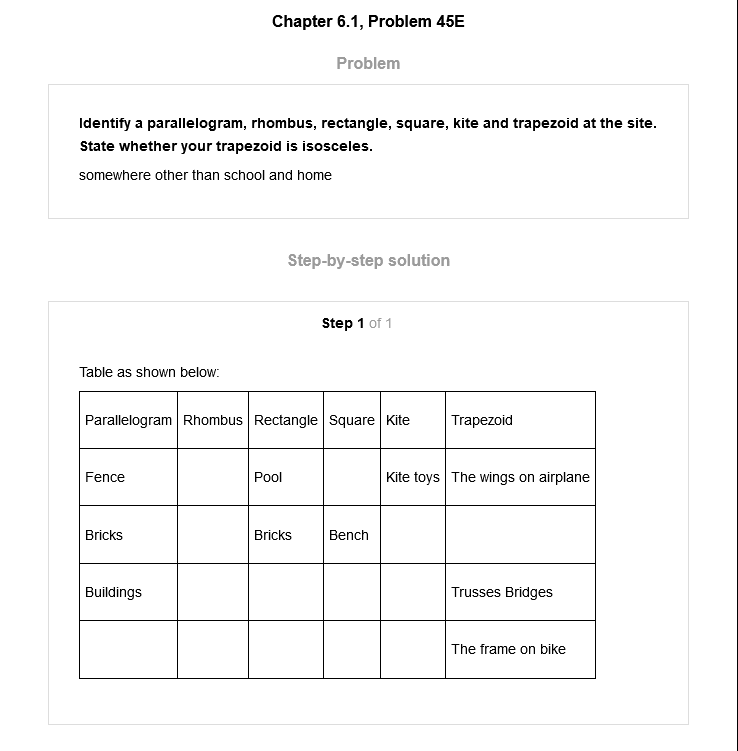 Chapter 6.1, Problem 45E
Problem
Identify a parallelogram, rhombus, rectangle, square, kite and trapezoid at the site.
State whether your trapezoid is isosceles.
somewhere other than school and home
Step-by-step solution
Step 1 of 1
Table as shown below:
Parallelogram Rhombus Rectangle Square Kite Trapezoid
Fence Pool Kite toys The wings on airplane
Bricks Bricks Bench
Buildings Trusses Bridges
The frame on bike